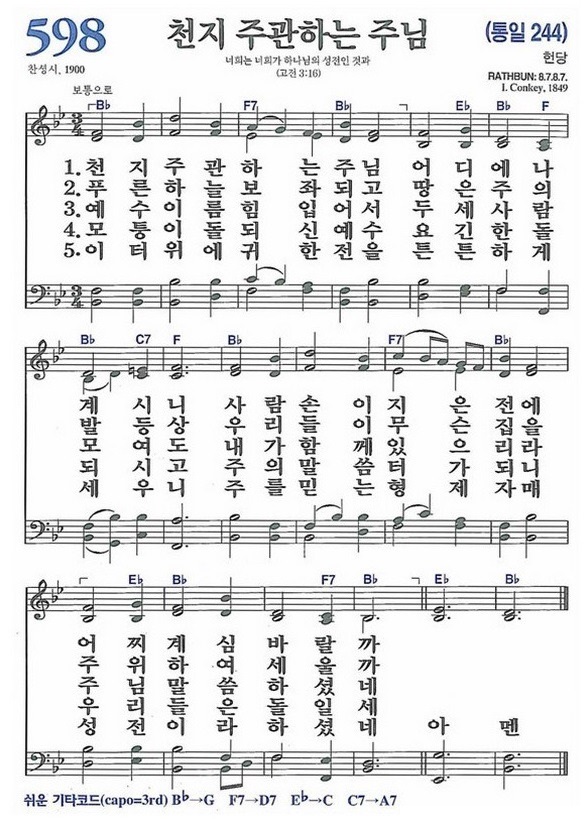 598
천지 주관하는 주님
(통일 244)
너희는 너희가 하나님의 성전인 것과
(고전 3:16)
헌당
찬성시, 1900
RATHBUN: 8.7.8.7.
I. Conkey, 1849
보통으로
B♭ F7 B♭ E♭ B♭ F
3/4
1. 천 지 주 관 하 는 주 님 어 디 에 나
2. 푸 른 하 늘 보 좌 되 고 땅 은 주 의
3. 예 수 이 름 힘 입 어 서 두 세 사 람
4. 모 퉁 이 돌 되 신 예 수 요 긴 한 돌
5. 이 터 위 에 귀 한 전 을 튼 튼 하 게
3/4
B♭ C7 F B♭ F7 B♭
계 시 니 사 람 손 이 지 은 전 에
발 등 상 우 리 들 이 무 슨 집 을
모 여 도 내 가 함 께 있 으 리 라
되 시 고 주 의 말 씀 터 가 되 니
세 우 니 주 를 믿 는 형 제 자 매
E♭ B♭ F7 B♭ E♭ B♭
어 찌 계 심 바 랄 까
주 위 하 여 세 울 까
주 님 말 씀 하 셨 네
우 리 들 은 돌 일 세
성 전 이 라 하 셨 네 아 멘
쉬운 기타코드(capo=3rd) B♭→G F7→D7 E♭→C C7→A7